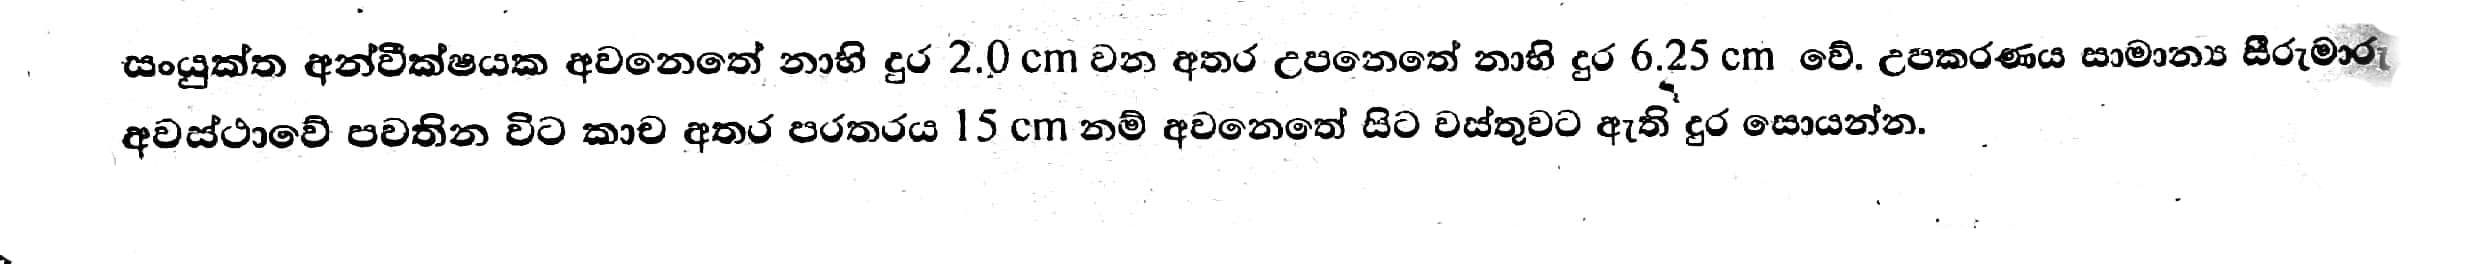 සංයුක්ත අන්වීක්ෂයක අවනෙතේ නාභි දුර 2.0 cm වන අතර උපනෙතේ නාභි දුර 6.25 cm වේ. උපකරණය සාමාන්‍ය සීරුමාරු
අවස්ථාවේ පවතින විට කාච අතර පරතරය 15 cm නම් අවනෙතේ සිට වස්තුවට ඇති දුර සොයන්න.